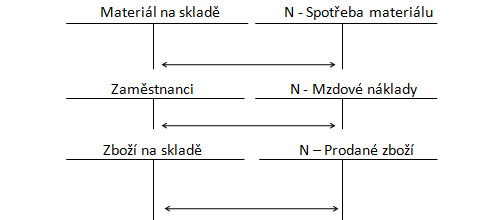 Materiál na skladě N - Spotřeba materiálu
Zaměstnanci N - Mzdové náklady
Zboží na skladě N – Prodané zboží